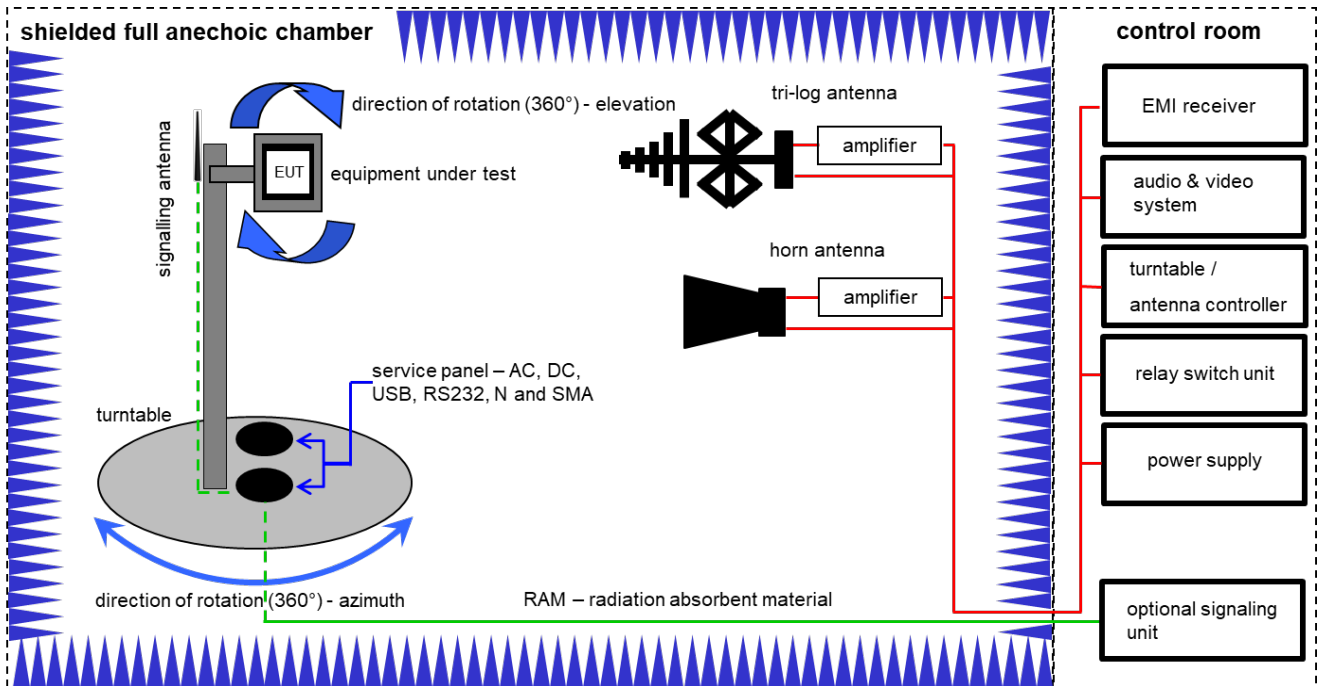 shielded full anechoic chamber
control room
direction of rotation (360°) - elevation
tri-log antenna
EMI receiver
signalling antenna
amplifier
EUT
equipment under test
audio & video
system
horn antenna
amplifier
turntable /
antenna controller
service panel – AC, DC,
USB, RS232, N and SMA
relay switch unit
turntable
power supply
direction of rotation (360°) - azimuth
RAM – radiation absorbent material
optional signaling
unit